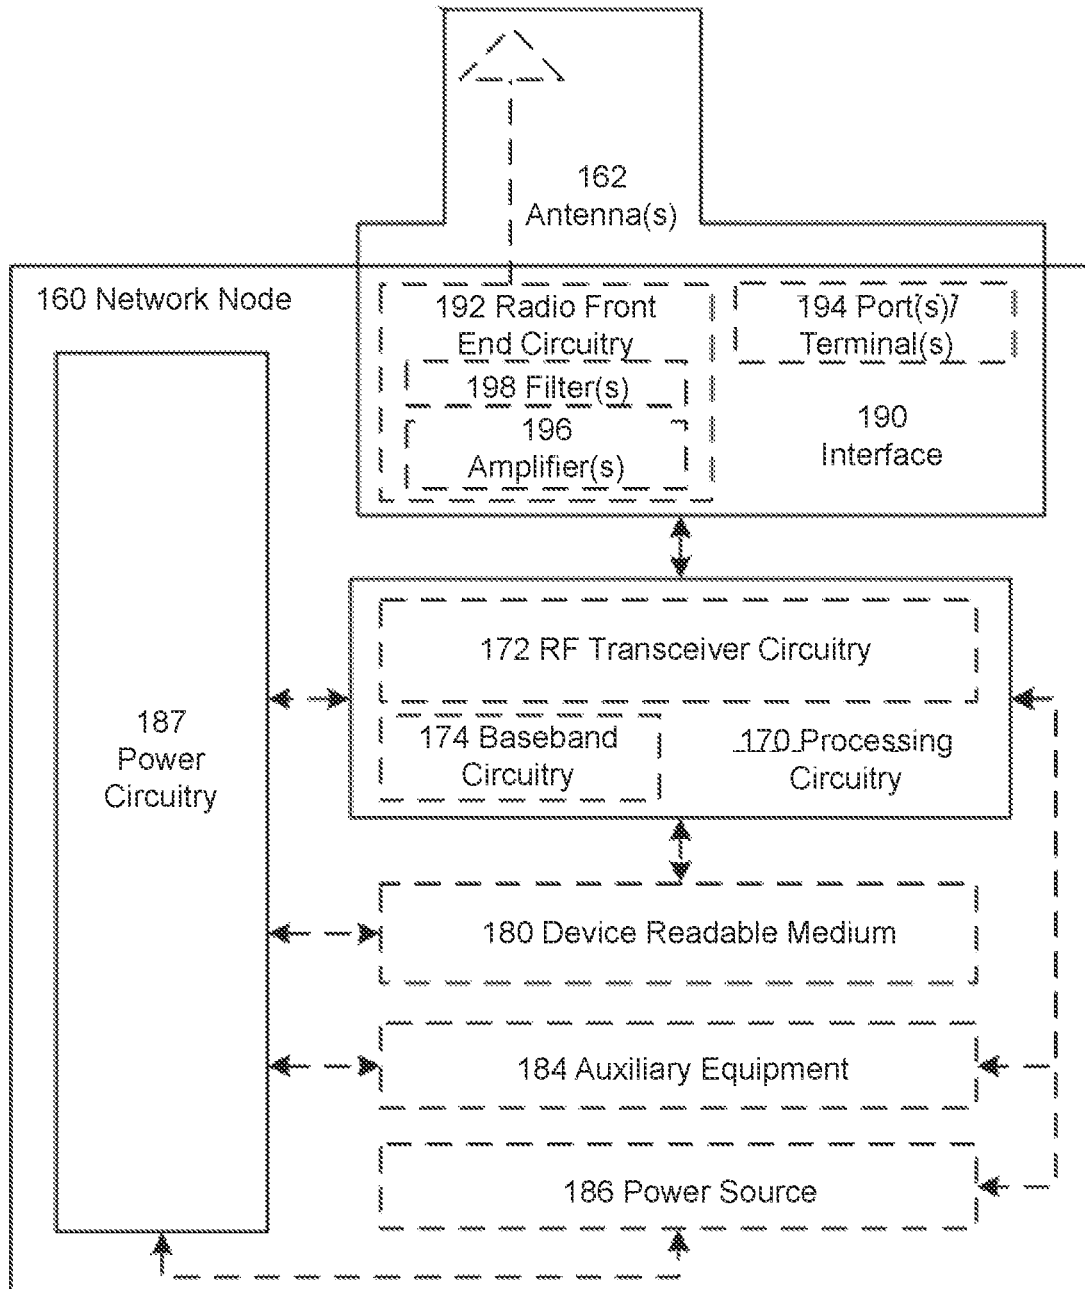 162
Antenna(s)
160 Network Node
192 Radio Front
End Circuitry
194 Port(s)/
Terminal(s)
198 Filter(s)
196
Amplifier(s)
190
Interface
172 RF Transceiver Circuitry
187
Power
Circuitry
174 Baseband
Circuitry
170 Processing
Circuitry
180 Device Readable Medium
184 Auxiliary Equipment
186 Power Source